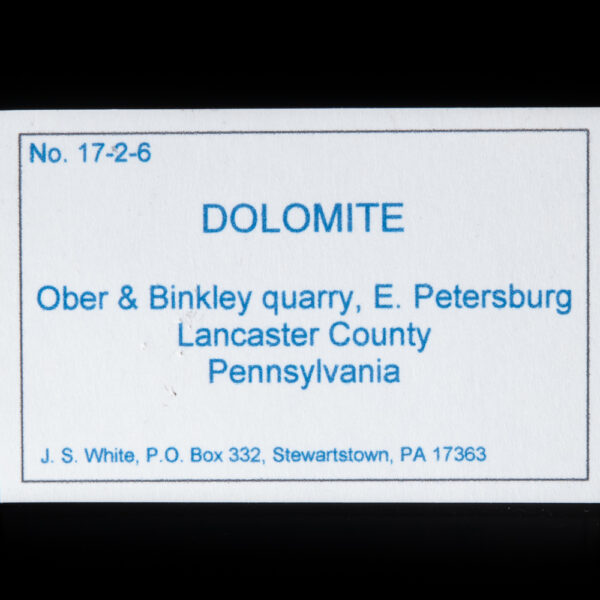 No. 17-2-6
DOLOMITE
Ober & Binkley quarry, E. Petersburg
Lancaster County
Pennsylvania
J. S. White, P.O. Box 332, Stewartstown, PA 17363